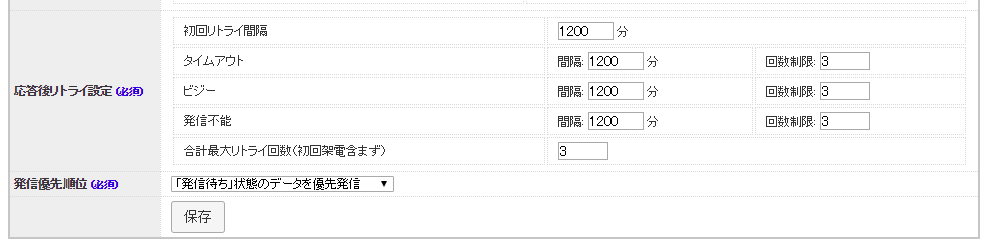 初回リトライ間隔 1200 分
タイムアウト 間隔: 1200 分 回数制限: 3
応答後リトライ設定 (必須) ビジー 間隔: 1200 分 回数制限: 3
発信不能 間隔: 1200 分 回数制限: 3
合計最大リトライ回数(初回架電含まず) 3
発信優先順位 (必須) 「発信待ち」状態のデータを優先発信
保存